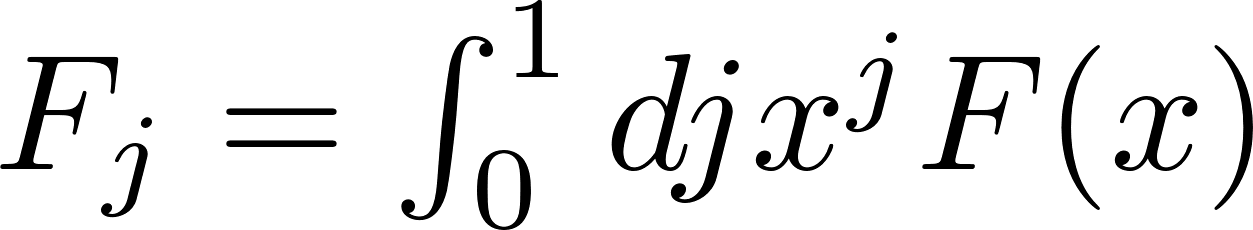 $F_j = \int_0^1 dj x^j F(x)$